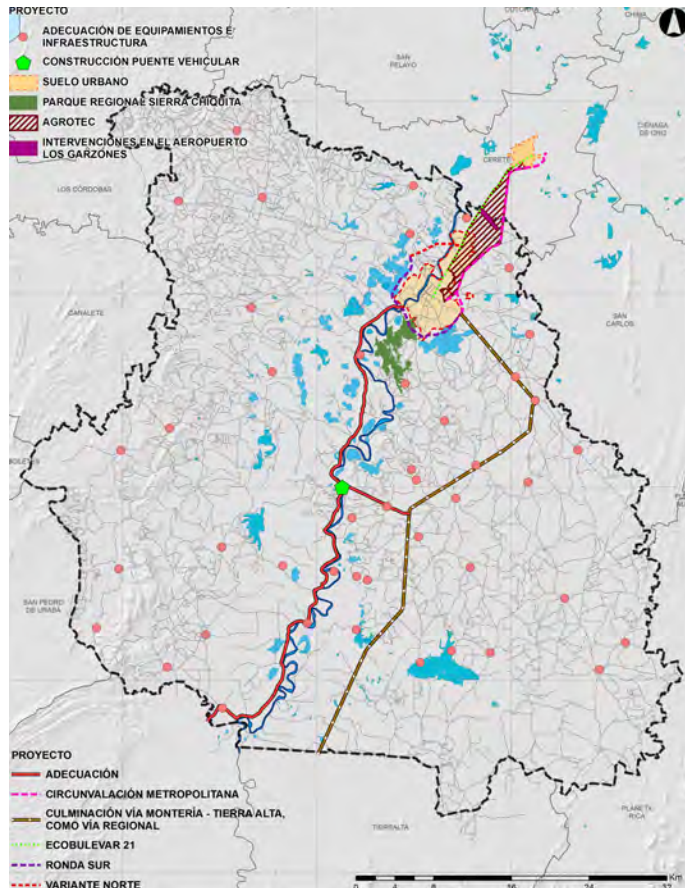 PROYECTO
ADECUACIÓN DE EQUIPAMIENTOS E
INFRAESTRUCTURA
CONSTRUCCIÓN PUENTE VEHICULAR
SUELO URBANO
PARQUE REGIONAL SIERRA CHIQUITA
AGROTEC
INTERVENCIONES EN EL AEROPUERTO
LOS GARZONES
COTORRA
CHIMA
SAN
PELAYO
CIÉNAGA
DE ORO
CERETÉ
LOS CÓRDOBAS
CANALETE
SAN
CARLOS
SAN PEDRO
DE URABA
PLANETA
RICA
TIERRALTA
PROYECTO
ADECUACIÓN
CIRCUNVALACIÓN METROPOLITANA
CULMINACIÓN VÍA MONTERÍA - TIERRA ALTA,
COMO VÍA REGIONAL
ECOBULEVAR 21
RONDA SUR
VARIANTE NORTE
Km
0 4 8 16 24 32